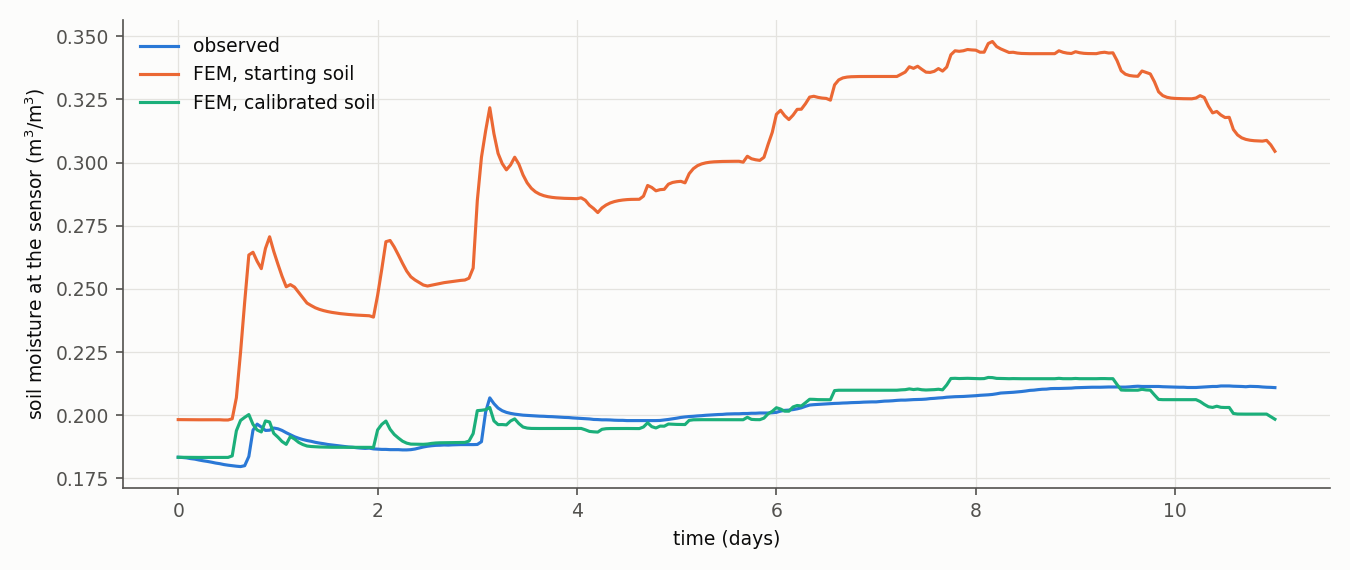 observed
FEM, starting soil
FEM, calibrated soil
soil moisture at the sensor (m³/m³)
0.350
0.325
0.300
0.275
0.250
0.225
0.200
0.175
0 2 4 6 8 10
time (days)